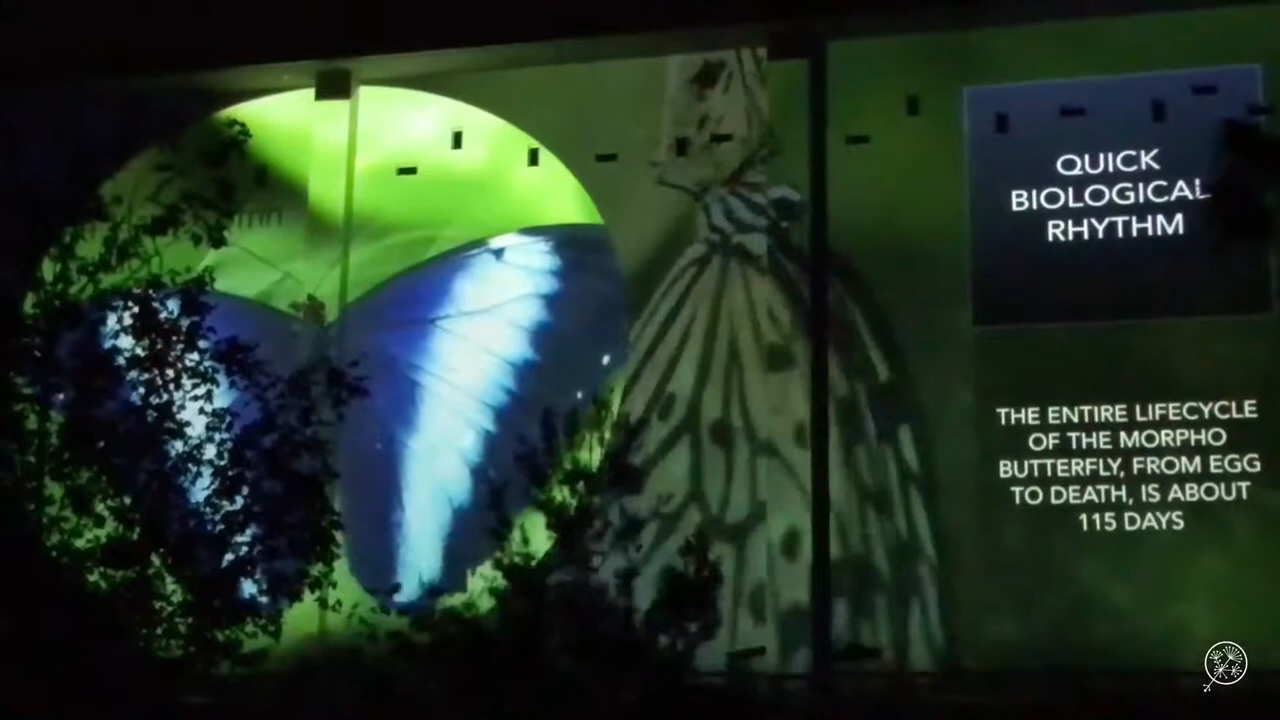 QUICK
BIOLOGICAL
RHYTHM
THE ENTIRE LIFECYCLE
OF THE MORPHO
BUTTERFLY, FROM EGG
TO DEATH, IS ABOUT
115 DAYS